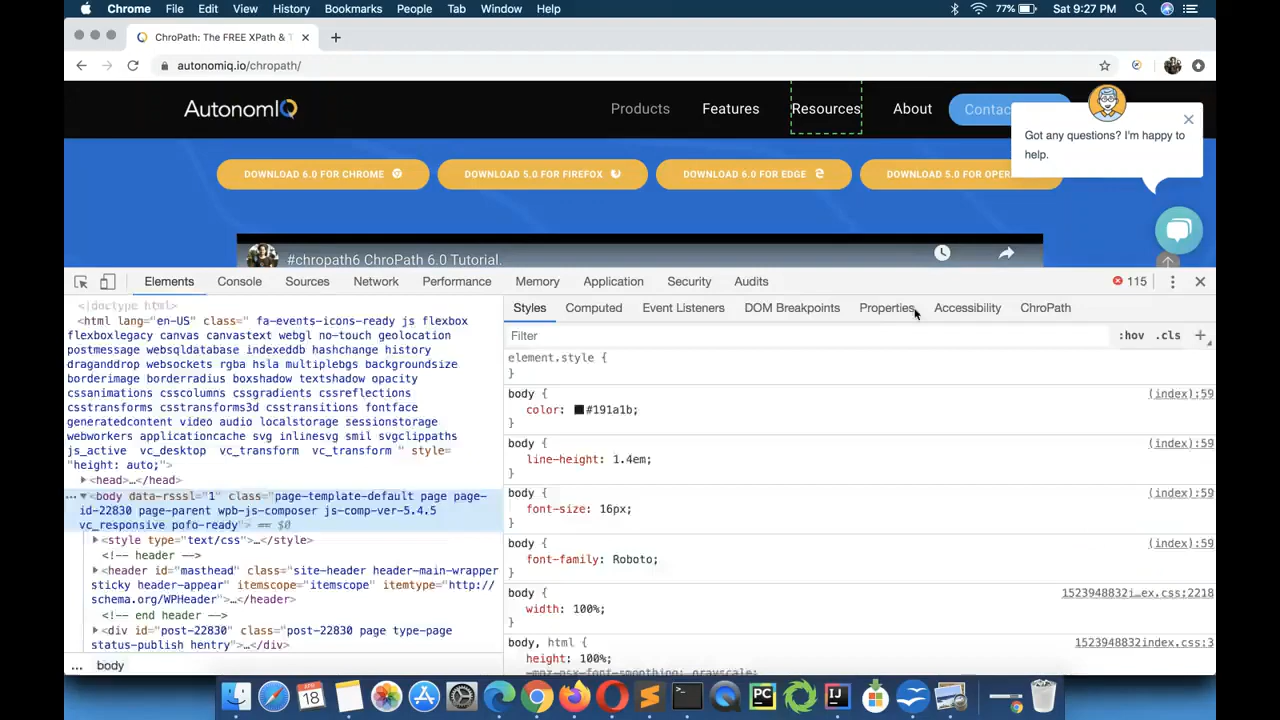 Chrome File Edit View History Bookmarks People Tab Window Help 77% Sat 9:27 PM
ChroPath: The FREE XPath &
autonomiq.io/chropath/
AutonomIQ Products Features Resources About Contac
Got any questions? I'm happy to
help.
DOWNLOAD 6.0 FOR CHROME DOWNLOAD 5.0 FOR FIREFOX DOWNLOAD 6.0 FOR EDGE DOWNLOAD 5.0 FOR OPER
#chropath6 ChroPath 6.0 Tutorial.
Elements Console Sources Network Performance Memory Application Security Audits 115
<!doctype html>
<html lang="en-US" class=" fa-events-icons-ready js flexbox
flexboxlegacy canvas canvastext webgl no-touch geolocation
postmessage websqldatabase indexeddb hashchange history
draganddrop websockets rgba hsla multiplebgs backgroundsize
borderimage borderradius boxshadow textshadow opacity
cssanimations csscolumns cssgradients cssreflections
csstransforms csstransforms3d csstransitions fontface
generatedcontent video audio localstorage sessionstorage
webworkers applicationcache svg inlinesvg smil svgclippaths
js_active vc_desktop vc_transform vc_transform " style=
"height: auto;">
<head>…</head>
… <body data-rsssl="1" class="page-template-default page page-
id-22830 page-parent wpb-js-composer js-comp-ver-5.4.5
vc_responsive pofo-ready"> == $0
<style type="text/css">…</style>
<!-- header -->
<header id="masthead" class="site-header header-main-wrapper
sticky header-appear" itemscope="itemscope" itemtype="http://
schema.org/WPHeader">…</header>
<!-- end header -->
<div id="post-22830" class="post-22830 page type-page
status-publish hentry">…</div>
... body
Styles Computed Event Listeners DOM Breakpoints Properties Accessibility ChroPath
Filter :hov .cls +
element.style {
}
body { (index):59
color: #191a1b;
}
body { (index):59
line-height: 1.4em;
}
body { (index):59
font-size: 16px;
}
body { (index):59
font-family: Roboto;
}
body { 1523948832i…ex.css:2218
width: 100%;
}
body, html { 1523948832index.css:3
height: 100%;
-moz-osx-font-smoothing: grayscale;
APR
18
PC
IJ